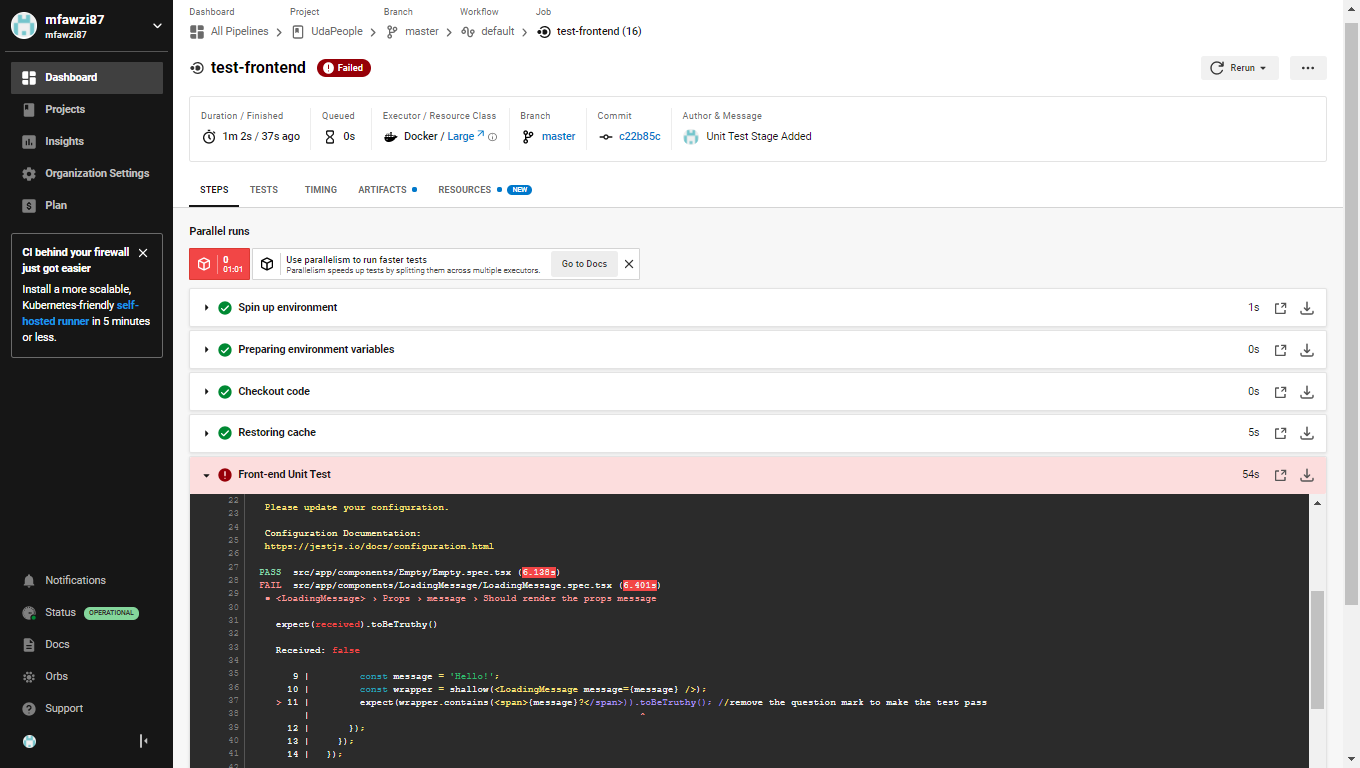 mfawzi87
mfawzi87
Dashboard
Projects
Insights
Organization Settings
Plan
CI behind your firewall
just got easier
Install a more scalable,
Kubernetes-friendly self-
hosted runner in 5 minutes
or less.
Notifications
Status OPERATIONAL
Docs
Orbs
Support
Dashboard Project Branch Workflow Job
All Pipelines UdaPeople master default test-frontend (16)
test-frontend Failed
Rerun
Duration / Finished Queued Executor / Resource Class Branch Commit Author & Message
1m 2s / 37s ago 0s Docker / Large master c22b85c Unit Test Stage Added
STEPS TESTS TIMING ARTIFACTS RESOURCES NEW
Parallel runs
0
01:01
Use parallelism to run faster tests
Parallelism speeds up tests by splitting them across multiple executors.
Go to Docs
Spin up environment 1s
Preparing environment variables 0s
Checkout code 0s
Restoring cache 5s
Front-end Unit Test 54s
22
23 Please update your configuration.
24
25 Configuration Documentation:
26 https://jestjs.io/docs/configuration.html
27
28 PASS src/app/components/Empty/Empty.spec.tsx (6.138s)
29 FAIL src/app/components/LoadingMessage/LoadingMessage.spec.tsx (6.401s)
30 ● <LoadingMessage> › Props › message › Should render the props message
31
32 expect(received).toBeTruthy()
33
34 Received: false
35
36 9 | const message = 'Hello!';
37 10 | const wrapper = shallow(<LoadingMessage message={message} />);
38 > 11 | expect(wrapper.contains(<span>{message}?</span>)).toBeTruthy(); //remove the question mark to make the test pass
39 | ^
40 12 | });
41 13 | });
42 14 | });